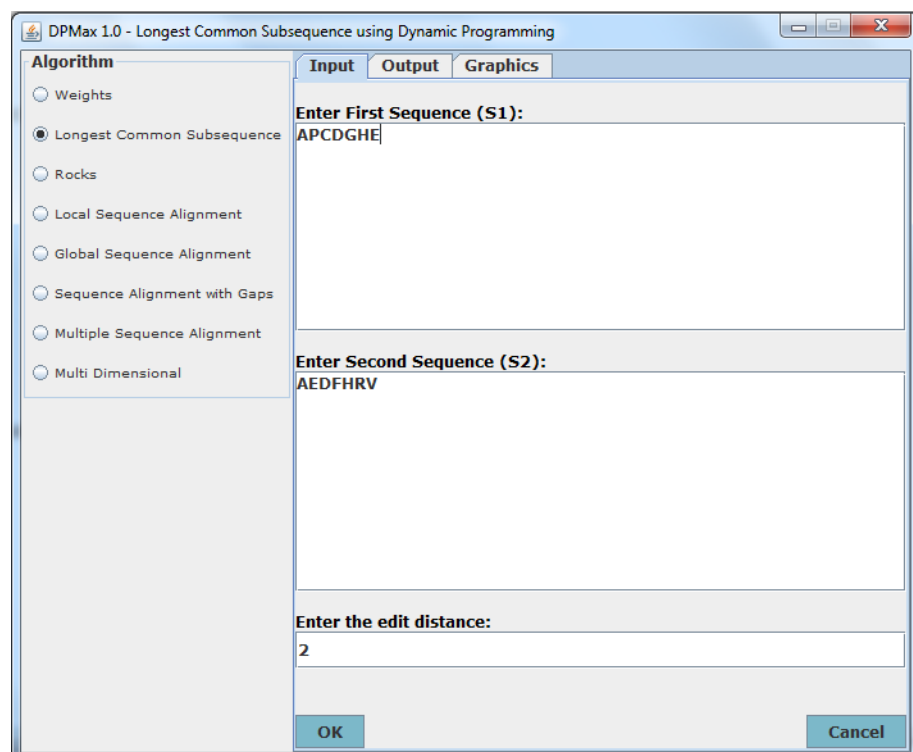 DPMax 1.0 - Longest Common Subsequence using Dynamic Programming
Algorithm
Weights
Longest Common Subsequence
Rocks
Local Sequence Alignment
Global Sequence Alignment
Sequence Alignment with Gaps
Multiple Sequence Alignment
Multi Dimensional
Input Output Graphics
Enter First Sequence (S1):
APCDGHE
Enter Second Sequence (S2):
AEDFHRV
Enter the edit distance:
2
OK Cancel